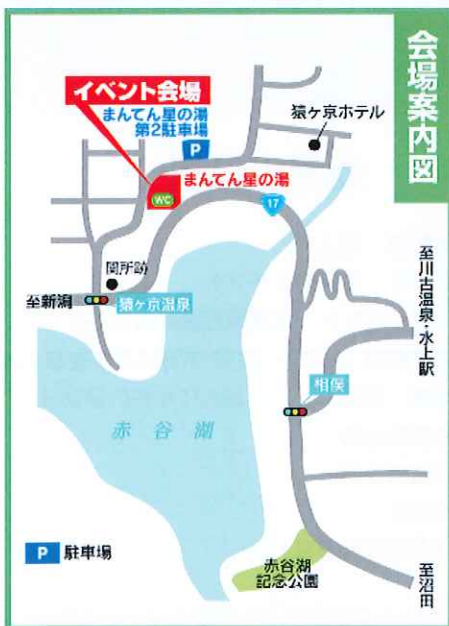 会場案内図
イベント会場
まんてん星の湯
第2駐車場
P
猿ヶ京ホテル
まんてん星の湯
WC
17
関所跡
至新潟
猿ヶ京温泉
至川古温泉・水上駅
相俣
赤谷湖
P 駐車場
赤谷湖
記念公園
至沼田